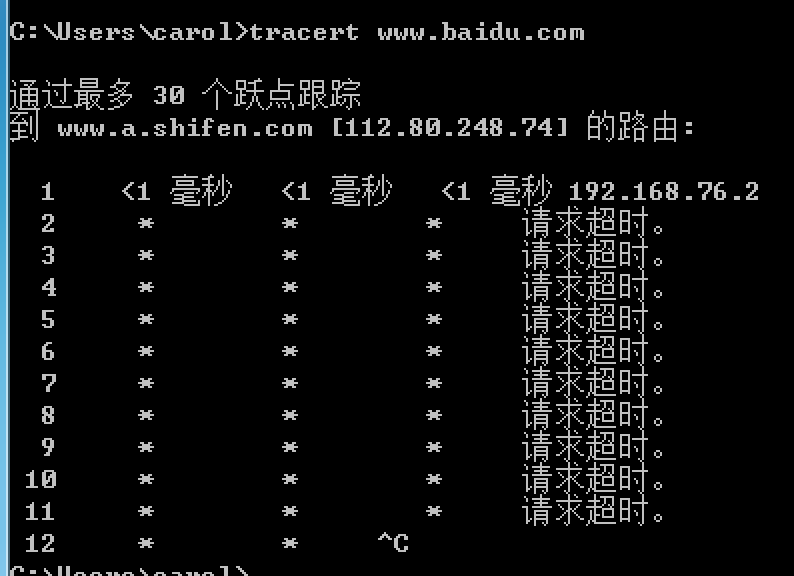 C:\Users\carol>tracert www.baidu.com
通过最多 30 个跃点跟踪
到 www.a.shifen.com [112.80.248.74] 的路由:
1 <1 毫秒 <1 毫秒 <1 毫秒 192.168.76.2
2 * * * 请求超时。
3 * * * 请求超时。
4 * * * 请求超时。
5 * * * 请求超时。
6 * * * 请求超时。
7 * * * 请求超时。
8 * * * 请求超时。
9 * * * 请求超时。
10 * * * 请求超时。
11 * * * 请求超时。
12 * * ^C
C:\Users\carol>